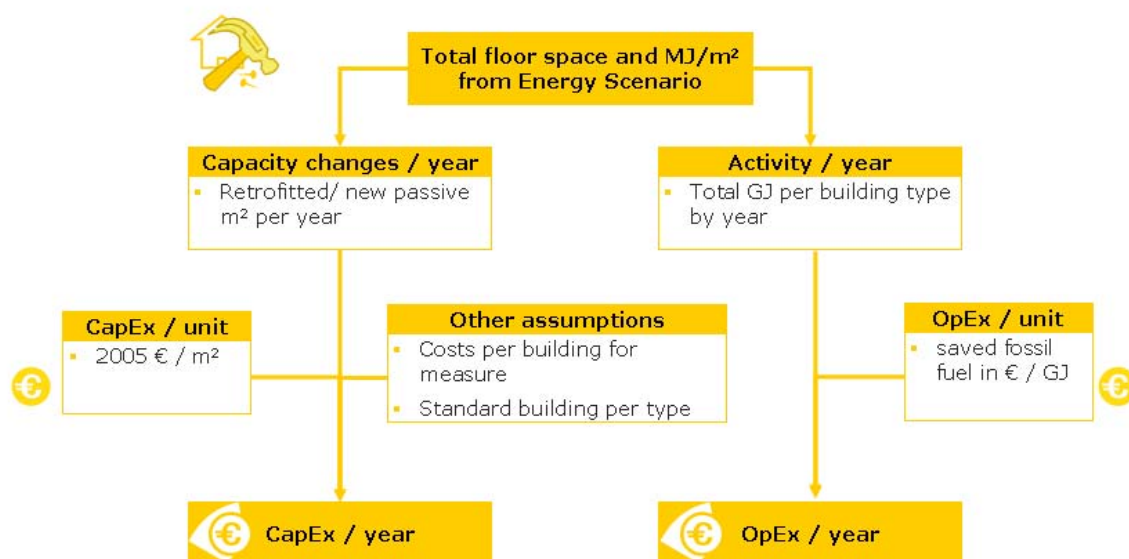 Total floor space and MJ/m²
from Energy Scenario
Capacity changes / year
▪ Retrofitted/ new passive
m² per year
Activity / year
▪ Total GJ per building type
by year
CapEx / unit
▪ 2005 € / m²
Other assumptions
▪ Costs per building for
measure
▪ Standard building per type
OpEx / unit
▪ saved fossil
fuel in € / GJ
€
€
€ CapEx / year
€ OpEx / year